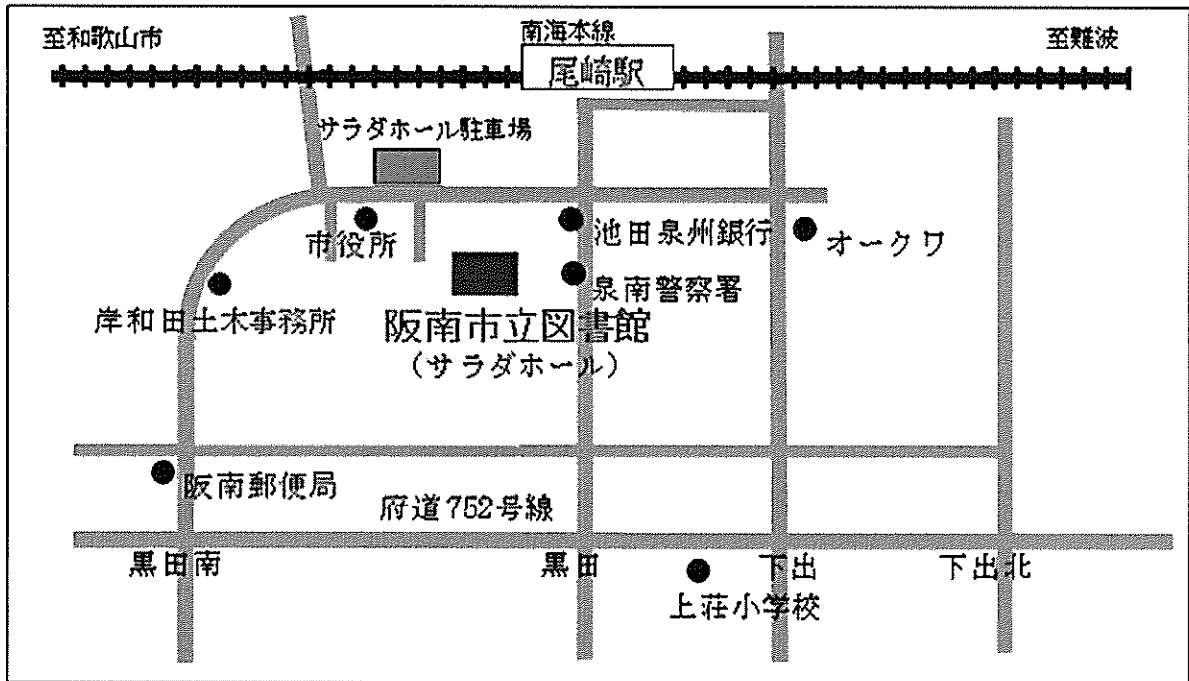 至和歌山市
南海本線
至難波
尾崎駅
サラダホール駐車場
市役所
池田泉州銀行
オークワ
岸和田土木事務所
泉南警察署
阪南市立図書館
（サラダホール）
阪南郵便局
府道752号線
黒田南
黒田
下出
下出北
上荘小学校